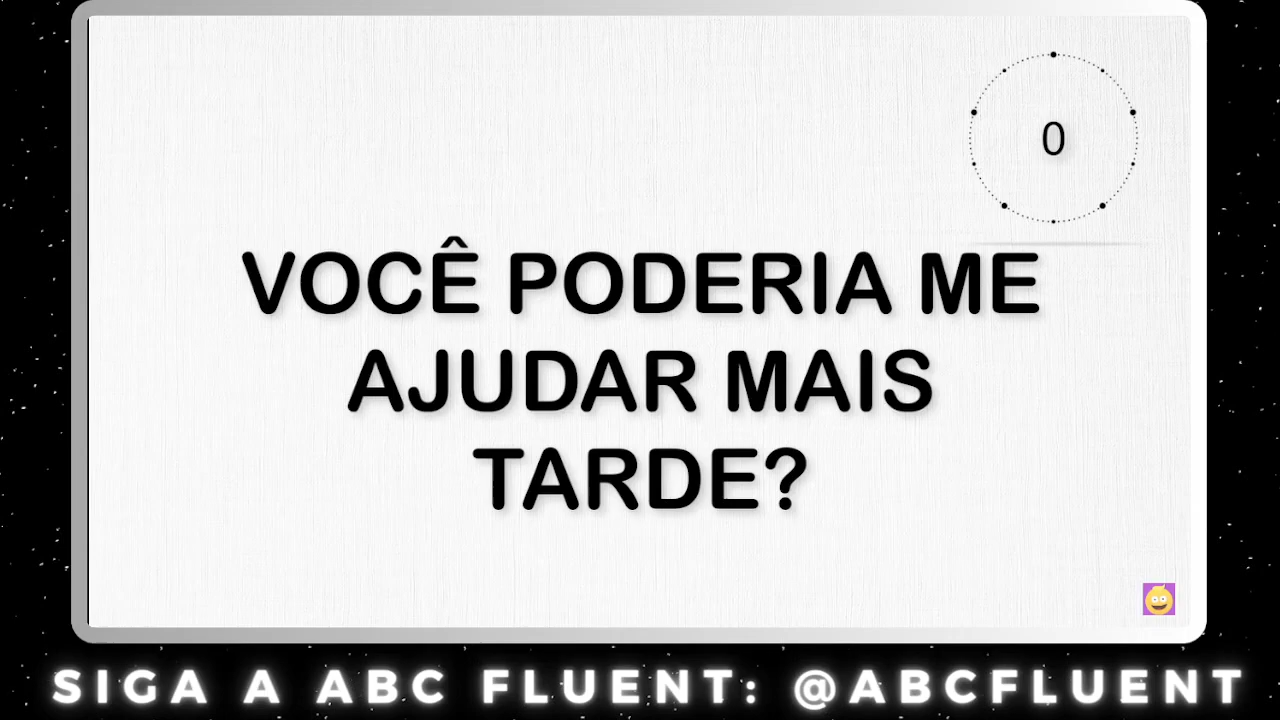 0
VOCÊ PODERIA ME
AJUDAR MAIS
TARDE?
SIGA A ABC FLUENT: @ABCFLUENT